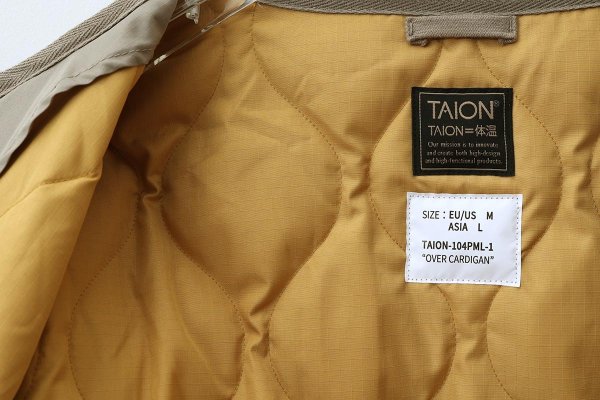 TAION®
TAION=体温
Our mission is to innovate
and create both high-design
and high-functional products.
SIZE : EU/US M
ASIA L
TAION-104PML-1
“OVER CARDIGAN”